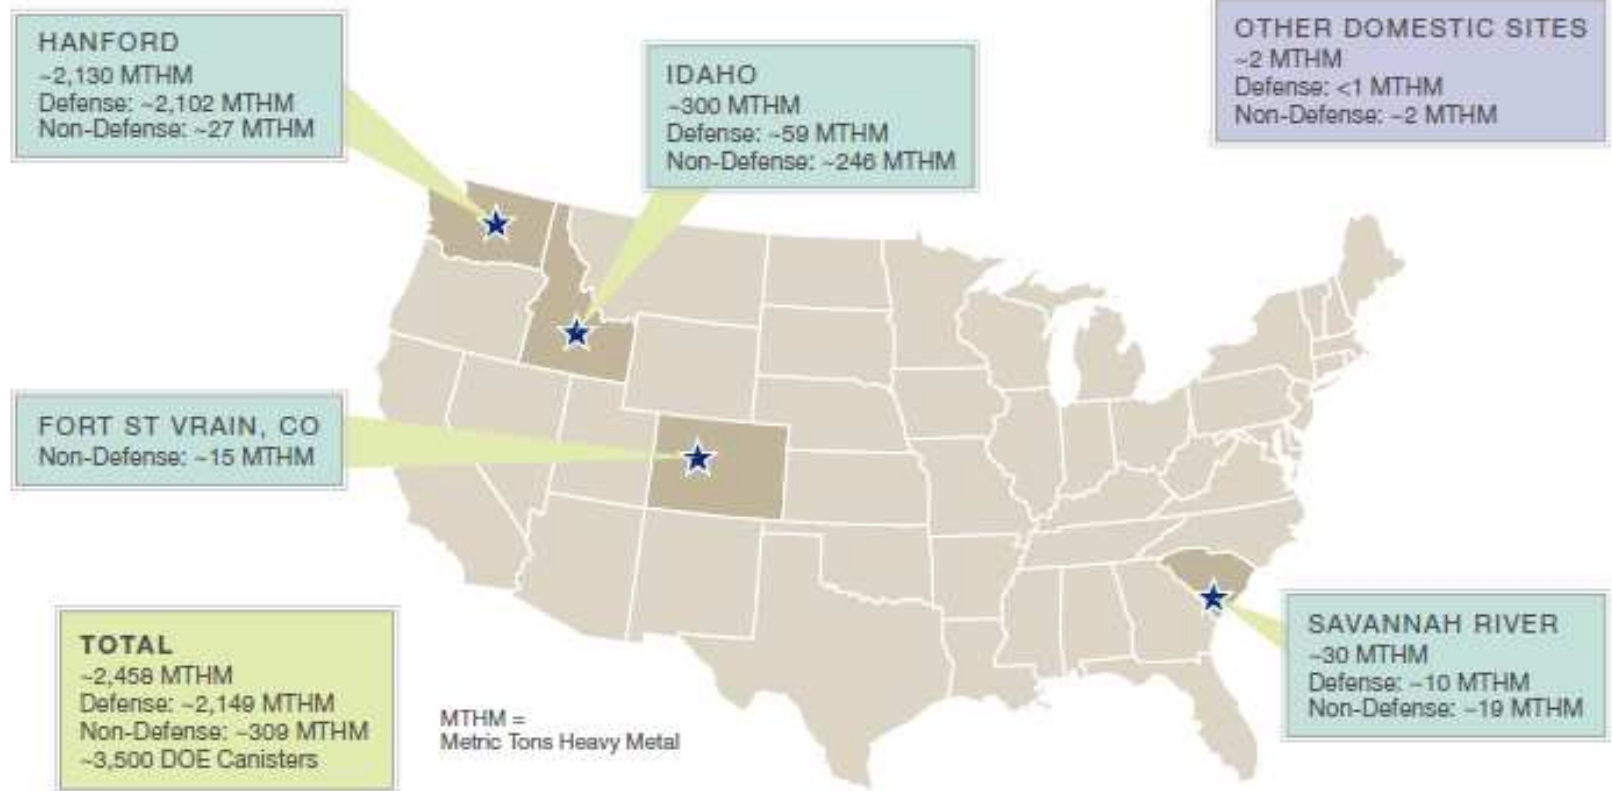 HANFORD
~2,130 MTHM
Defense: ~2,102 MTHM
Non-Defense: ~27 MTHM
IDAHO
~300 MTHM
Defense: ~59 MTHM
Non-Defense: ~246 MTHM
OTHER DOMESTIC SITES
~2 MTHM
Defense: <1 MTHM
Non-Defense: ~2 MTHM
FORT ST VRAIN, CO
Non-Defense: ~15 MTHM
TOTAL
~2,458 MTHM
Defense: ~2,149 MTHM
Non-Defense: ~309 MTHM
~3,500 DOE Canisters
MTHM =
Metric Tons Heavy Metal
SAVANNAH RIVER
~30 MTHM
Defense: ~10 MTHM
Non-Defense: ~19 MTHM